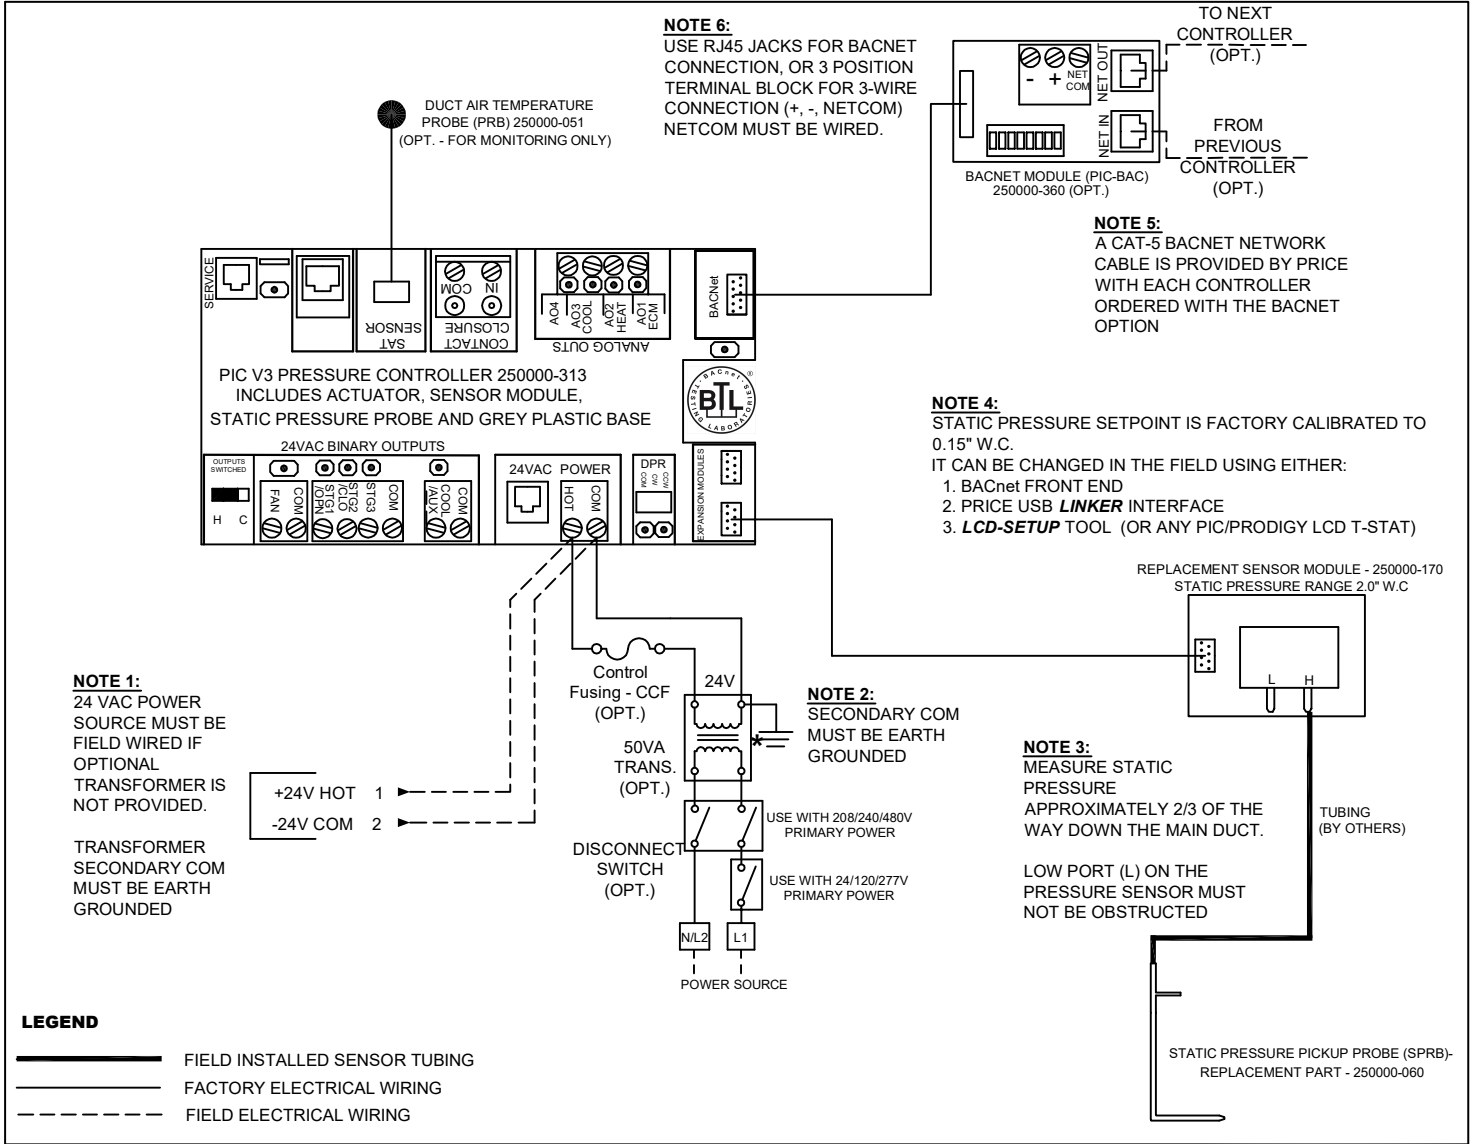 NOTE 6:
USE RJ45 JACKS FOR BACNET
CONNECTION, OR 3 POSITION
TERMINAL BLOCK FOR 3-WIRE
CONNECTION (+, -, NETCOM)
NETCOM MUST BE WIRED.
TO NEXT
CONTROLLER
(OPT.)
- + NET
COM
NET OUT
NET IN
FROM
PREVIOUS
CONTROLLER
(OPT.)
BACNET MODULE (PIC-BAC)
250000-360 (OPT.)
DUCT AIR TEMPERATURE
PROBE (PRB) 250000-051
(OPT. - FOR MONITORING ONLY)
NOTE 5:
A CAT-5 BACNET NETWORK
CABLE IS PROVIDED BY PRICE
WITH EACH CONTROLLER
ORDERED WITH THE BACNET
OPTION
SERVICE
SAT
SENSOR
COM
IN
CONTACT
CLOSURE
AO4
AO3
COOL
AO2
HEAT
AO1
ECM
ANALOG OUTS
BACNet
PIC V3 PRESSURE CONTROLLER 250000-313
INCLUDES ACTUATOR, SENSOR MODULE,
STATIC PRESSURE PROBE AND GREY PLASTIC BASE
BACnet
®
TESTING LABORATORIES
BTL
24VAC BINARY OUTPUTS
OUTPUTS
SWITCHED
H C
FAN
COM
STG1
/OPN
STG2
/CLO
STG3
COM
COOL
/AUX
COM
24VAC POWER
HOT
COM
DPR
COM
CW
CCW
EXPANSION MODULES
NOTE 4:
STATIC PRESSURE SETPOINT IS FACTORY CALIBRATED TO
0.15" W.C.
IT CAN BE CHANGED IN THE FIELD USING EITHER:
1. BACnet FRONT END
2. PRICE USB LINKER INTERFACE
3. LCD-SETUP TOOL (OR ANY PIC/PRODIGY LCD T-STAT)
REPLACEMENT SENSOR MODULE - 250000-170
STATIC PRESSURE RANGE 2.0" W.C
L
H
NOTE 1:
24 VAC POWER
SOURCE MUST BE
FIELD WIRED IF
OPTIONAL
TRANSFORMER IS
NOT PROVIDED.
TRANSFORMER
SECONDARY COM
MUST BE EARTH
GROUNDED
+24V HOT 1
-24V COM 2
Control
Fusing - CCF
(OPT.)
24V
50VA
TRANS.
(OPT.)
*
NOTE 2:
SECONDARY COM
MUST BE EARTH
GROUNDED
DISCONNECT
SWITCH
(OPT.)
USE WITH 208/240/480V
PRIMARY POWER
USE WITH 24/120/277V
PRIMARY POWER
N/L2
L1
POWER SOURCE
NOTE 3:
MEASURE STATIC
PRESSURE
APPROXIMATELY 2/3 OF THE
WAY DOWN THE MAIN DUCT.
LOW PORT (L) ON THE
PRESSURE SENSOR MUST
NOT BE OBSTRUCTED
TUBING
(BY OTHERS)
STATIC PRESSURE PICKUP PROBE (SPRB)-
REPLACEMENT PART - 250000-060
LEGEND
FIELD INSTALLED SENSOR TUBING
FACTORY ELECTRICAL WIRING
FIELD ELECTRICAL WIRING